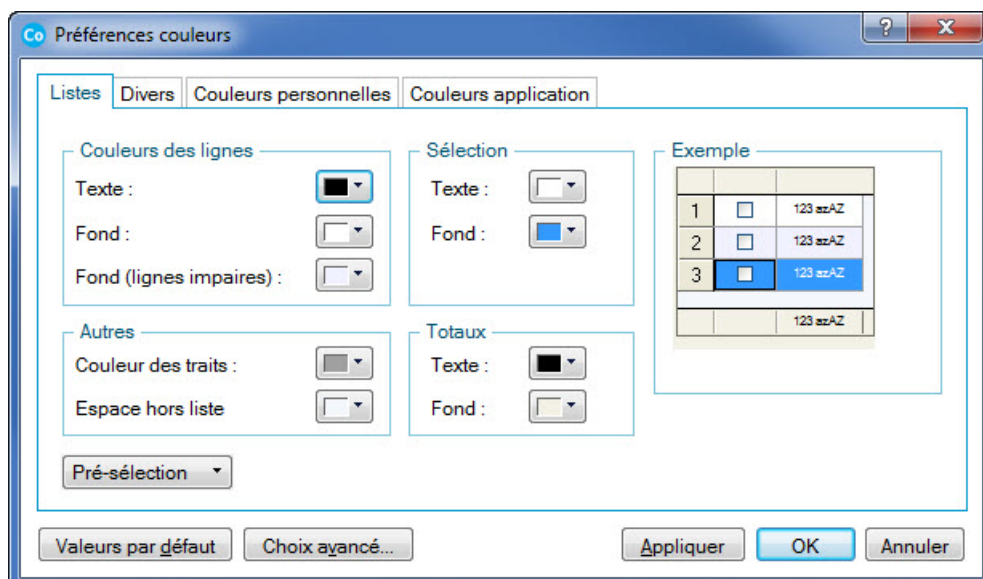 Co Préférences couleurs ? X
Listes Divers Couleurs personnelles Couleurs application
Couleurs des lignes
Texte :
Fond :
Fond (lignes impaires) :
Sélection
Texte :
Fond :
Exemple
1 123 azAZ
2 123 azAZ
3 123 azAZ
123 azAZ
Autres
Couleur des traits :
Espace hors liste
Totaux
Texte :
Fond :
Pré-sélection
Valeurs par défaut Choix avancé... Appliquer OK Annuler